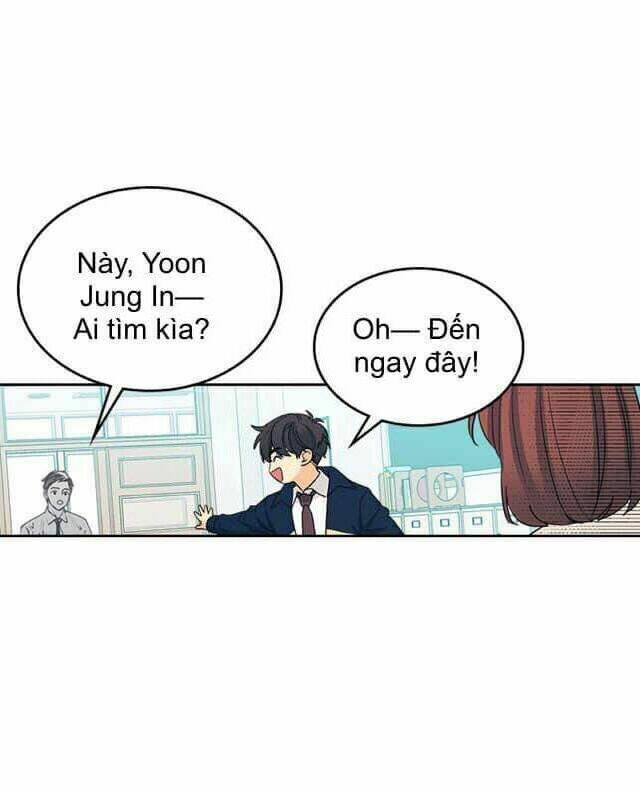 Này, Yoon
Jung In—
Ai tìm kìa?
Oh— Đến
ngay đây!